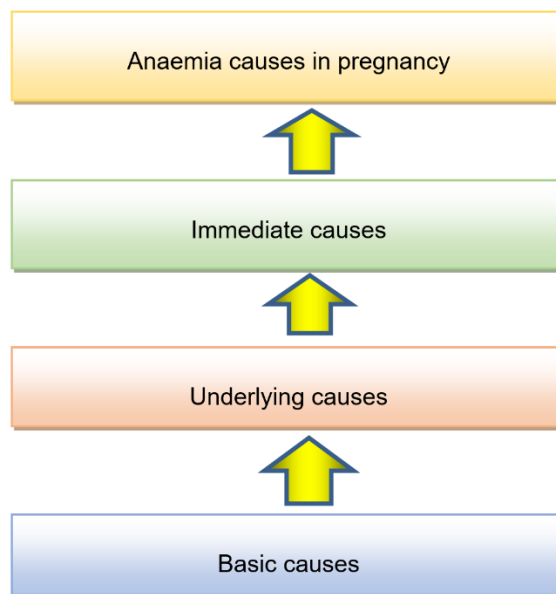 Anaemia causes in pregnancy
Immediate causes
Underlying causes
Basic causes